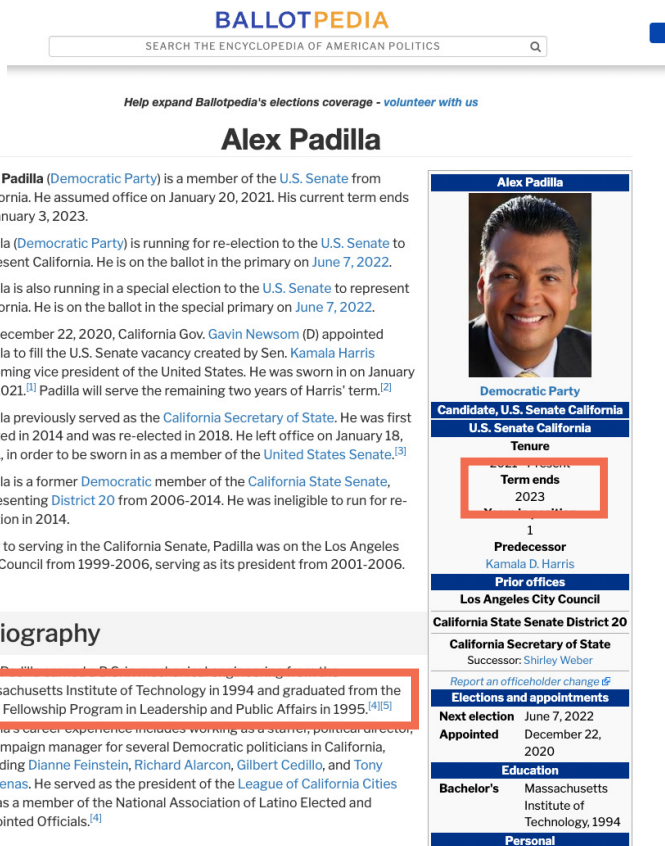 BALLOTPEDIA
SEARCH THE ENCYCLOPEDIA OF AMERICAN POLITICS
Help expand Ballotpedia's elections coverage - volunteer with us
Alex Padilla
Padilla (Democratic Party) is a member of the U.S. Senate from
ornia. He assumed office on January 20, 2021. His current term ends
nuary 3, 2023.
la (Democratic Party) is running for re-election to the U.S. Senate to
esent California. He is on the ballot in the primary on June 7, 2022.
la is also running in a special election to the U.S. Senate to represent
ornia. He is on the ballot in the special primary on June 7, 2022.
ecember 22, 2020, California Gov. Gavin Newsom (D) appointed
la to fill the U.S. Senate vacancy created by Sen. Kamala Harris
ming vice president of the United States. He was sworn in on January
021.[1] Padilla will serve the remaining two years of Harris' term.[2]
la previously served as the California Secretary of State. He was first
ed in 2014 and was re-elected in 2018. He left office on January 18,
, in order to be sworn in as a member of the United States Senate.[3]
la is a former Democratic member of the California State Senate,
esenting District 20 from 2006-2014. He was ineligible to run for re-
ion in 2014.
to serving in the California Senate, Padilla was on the Los Angeles
Council from 1999-2006, serving as its president from 2001-2006.
iography
sachusetts Institute of Technology in 1994 and graduated from the
Fellowship Program in Leadership and Public Affairs in 1995.[4][5]
la's career experience includes working as a staffer, political director,
mpaign manager for several Democratic politicians in California,
ding Dianne Feinstein, Richard Alarcon, Gilbert Cedillo, and Tony
enas. He served as the president of the League of California Cities
as a member of the National Association of Latino Elected and
ointed Officials.[4]
Alex Padilla
Democratic Party
Candidate, U.S. Senate California
U.S. Senate California
Tenure
2021 - Present
Term ends
2023
1
Predecessor
Kamala D. Harris
Prior offices
Los Angeles City Council
California State Senate District 20
California Secretary of State
Successor: Shirley Weber
Report an officeholder change
Elections and appointments
Next election June 7, 2022
Appointed December 22,
2020
Education
Bachelor's Massachusetts
Institute of
Technology, 1994
Personal